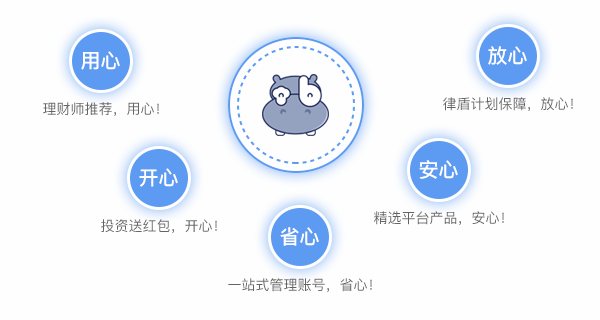 用心
理财师推荐，用心！
放心
律盾计划保障，放心！
开心
投资送红包，开心！
安心
精选平台产品，安心！
省心
一站式管理账号，省心！